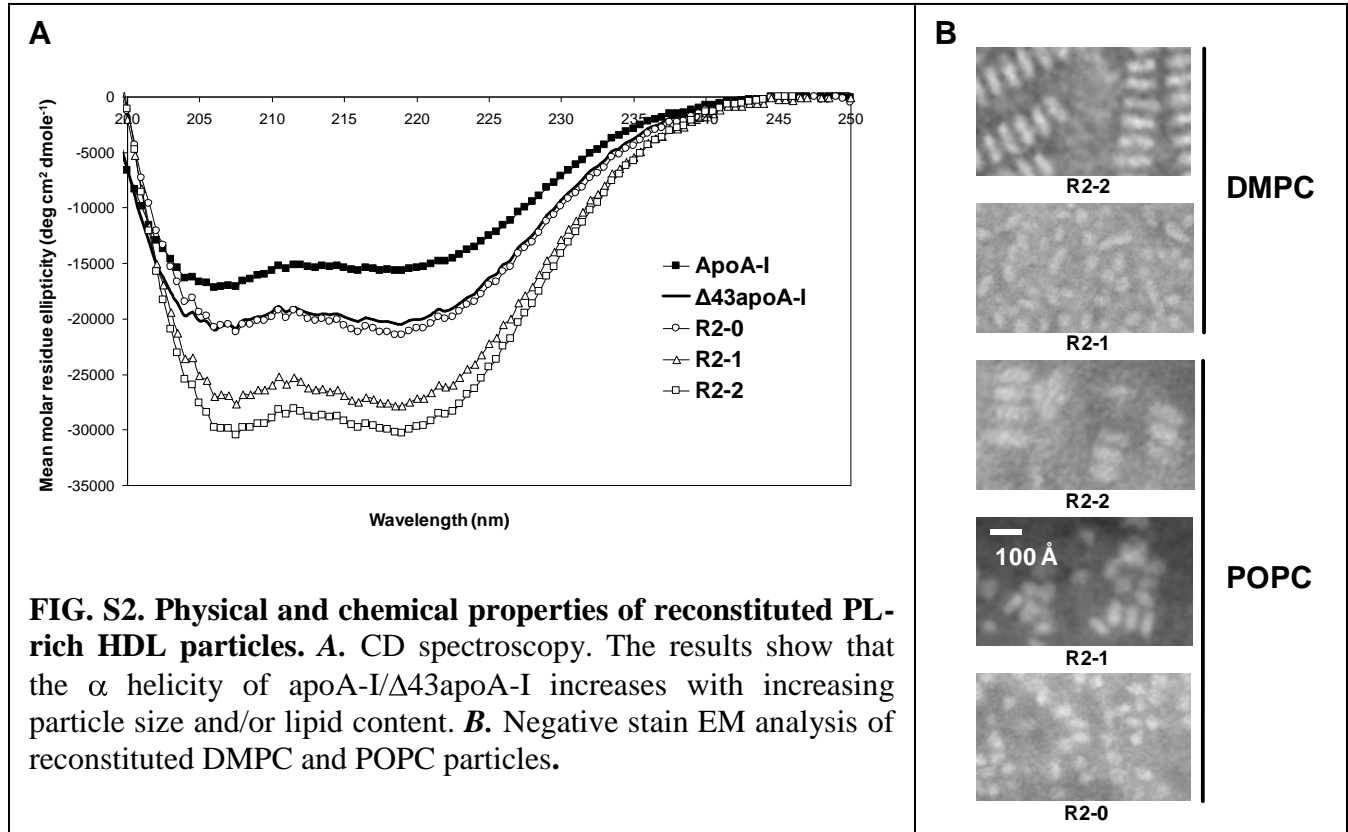 A
Mean molar residue ellipticity (deg cm² dmole⁻¹)
0
-5000
-10000
-15000
-20000
-25000
-30000
-35000
200 205 210 215 220 225 230 235 240 245 250
Wavelength (nm)
ApoA-I
Δ43apoA-I
R2-0
R2-1
R2-2
FIG. S2. Physical and chemical properties of reconstituted PL-
rich HDL particles. A. CD spectroscopy. The results show that
the α helicity of apoA-I/Δ43apoA-I increases with increasing
particle size and/or lipid content. B. Negative stain EM analysis of
reconstituted DMPC and POPC particles.
B
R2-2
DMPC
R2-1
R2-2
100 Å
R2-1
POPC
R2-0